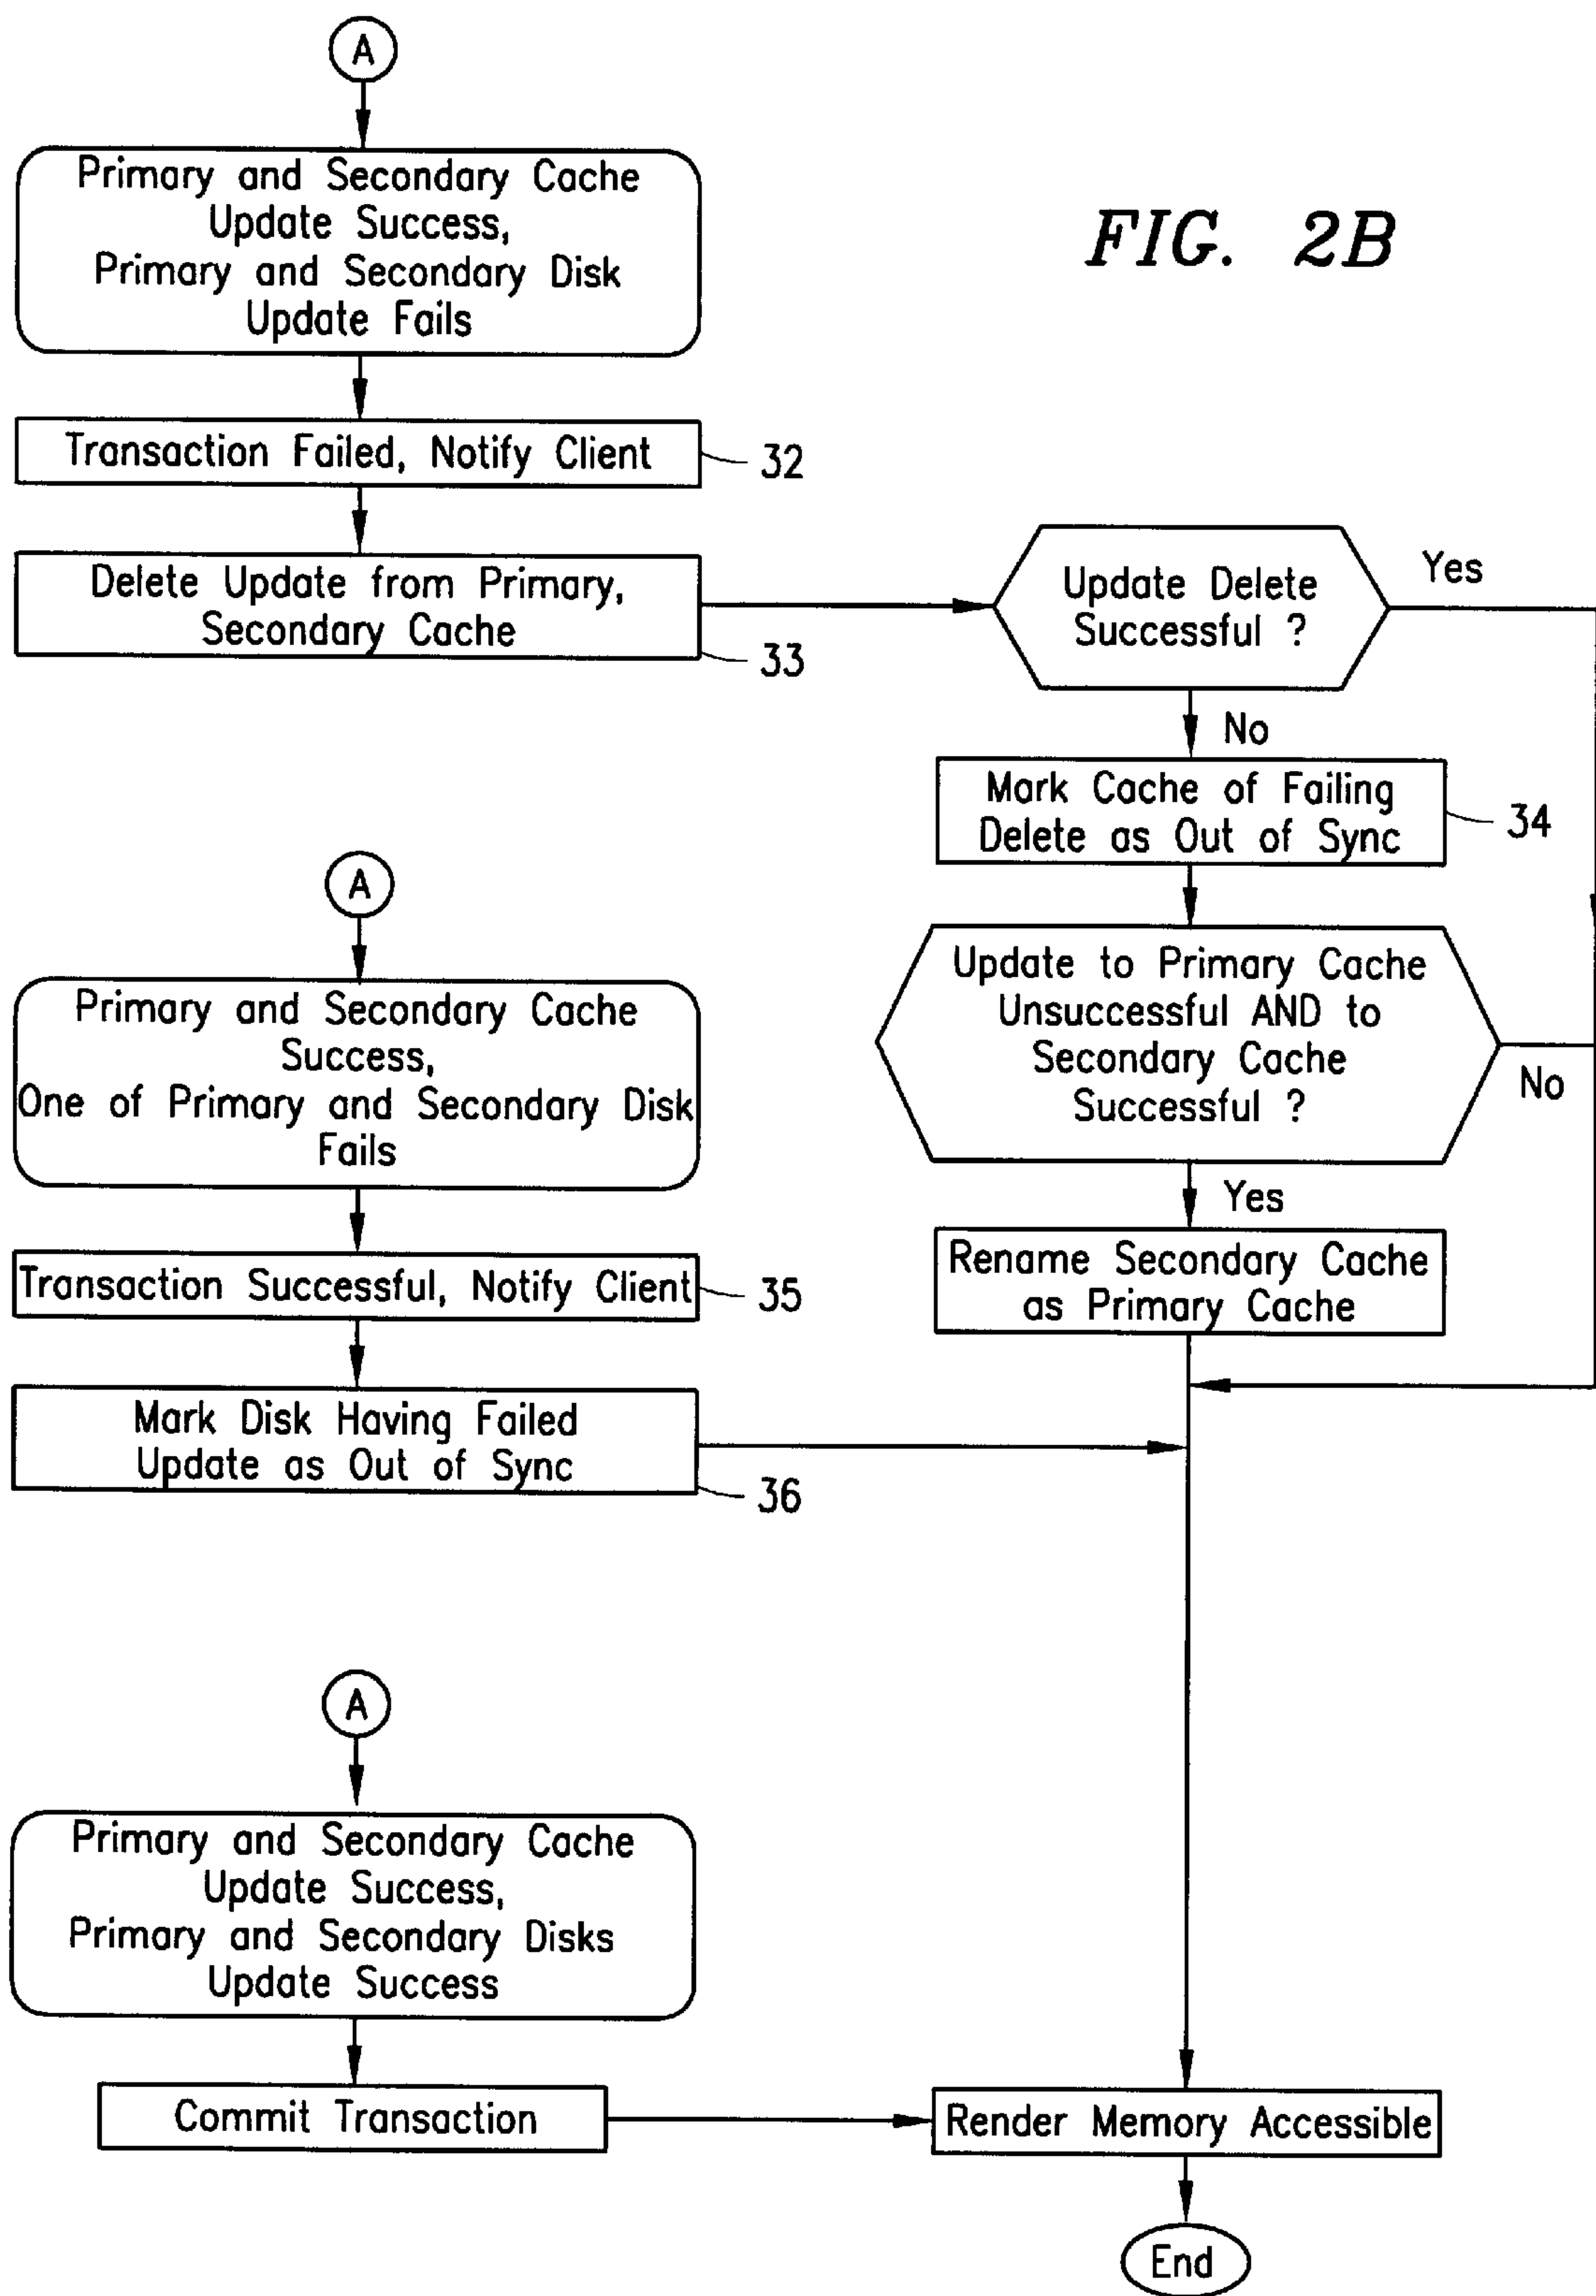 A
Primary and Secondary Cache
Update Success,
Primary and Secondary Disk
Update Fails
FIG. 2B
Transaction Failed, Notify Client
32
Delete Update from Primary,
Secondary Cache
33
Update Delete
Successful ?
Yes
No
Mark Cache of Failing
Delete as Out of Sync
34
Update to Primary Cache
Unsuccessful AND to
Secondary Cache
Successful ?
No
Yes
Rename Secondary Cache
as Primary Cache
A
Primary and Secondary Cache
Success,
One of Primary and Secondary Disk
Fails
Transaction Successful, Notify Client
35
Mark Disk Having Failed
Update as Out of Sync
36
A
Primary and Secondary Cache
Update Success,
Primary and Secondary Disks
Update Success
Commit Transaction
Render Memory Accessible
End